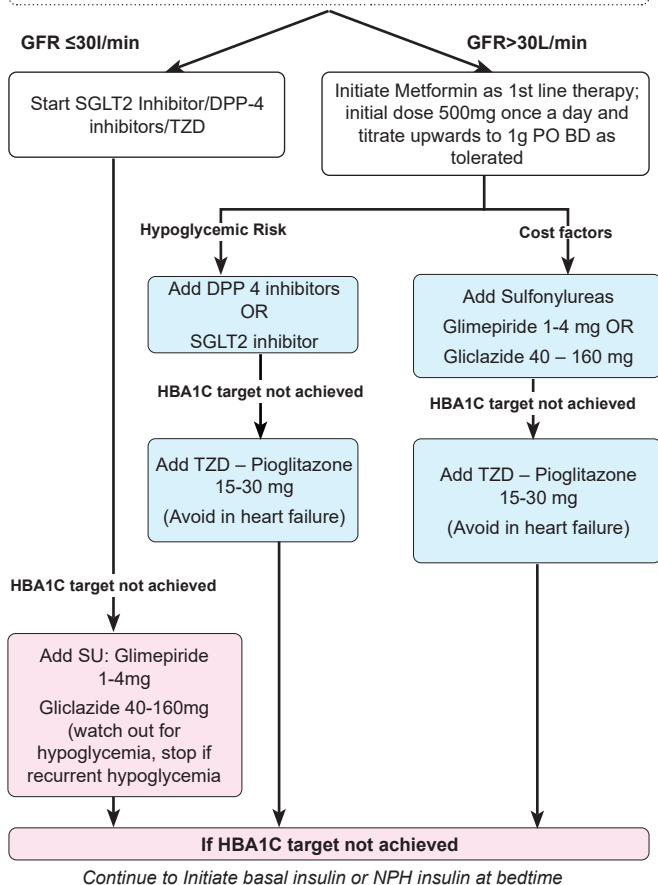 GFR ≤30l/min
GFR>30L/min
Start SGLT2 Inhibitor/DPP-4
inhibitors/TZD
Initiate Metformin as 1st line therapy;
initial dose 500mg once a day and
titrate upwards to 1g PO BD as
tolerated
Hypoglycemic Risk
Cost factors
Add DPP 4 inhibitors
OR
SGLT2 inhibitor
Add Sulfonylureas
Glimepiride 1-4 mg OR
Gliclazide 40 – 160 mg
HBA1C target not achieved
HBA1C target not achieved
Add TZD – Pioglitazone
15-30 mg
(Avoid in heart failure)
Add TZD – Pioglitazone
15-30 mg
(Avoid in heart failure)
HBA1C target not achieved
Add SU: Glimepiride
1-4mg
Gliclazide 40-160mg
(watch out for
hypoglycemia, stop if
recurrent hypoglycemia
If HBA1C target not achieved
Continue to Initiate basal insulin or NPH insulin at bedtime